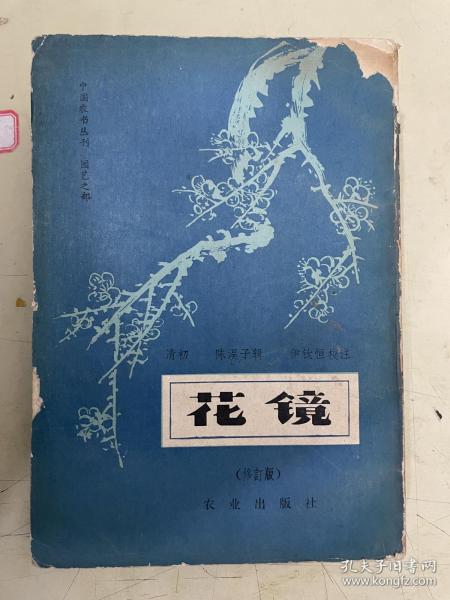 中国农书丛刊 园艺之部
清初 陈淏子辑 伊钦恒校注
花镜
(修訂版)
农业出版社
孔夫子旧书网
www.kongfz.com